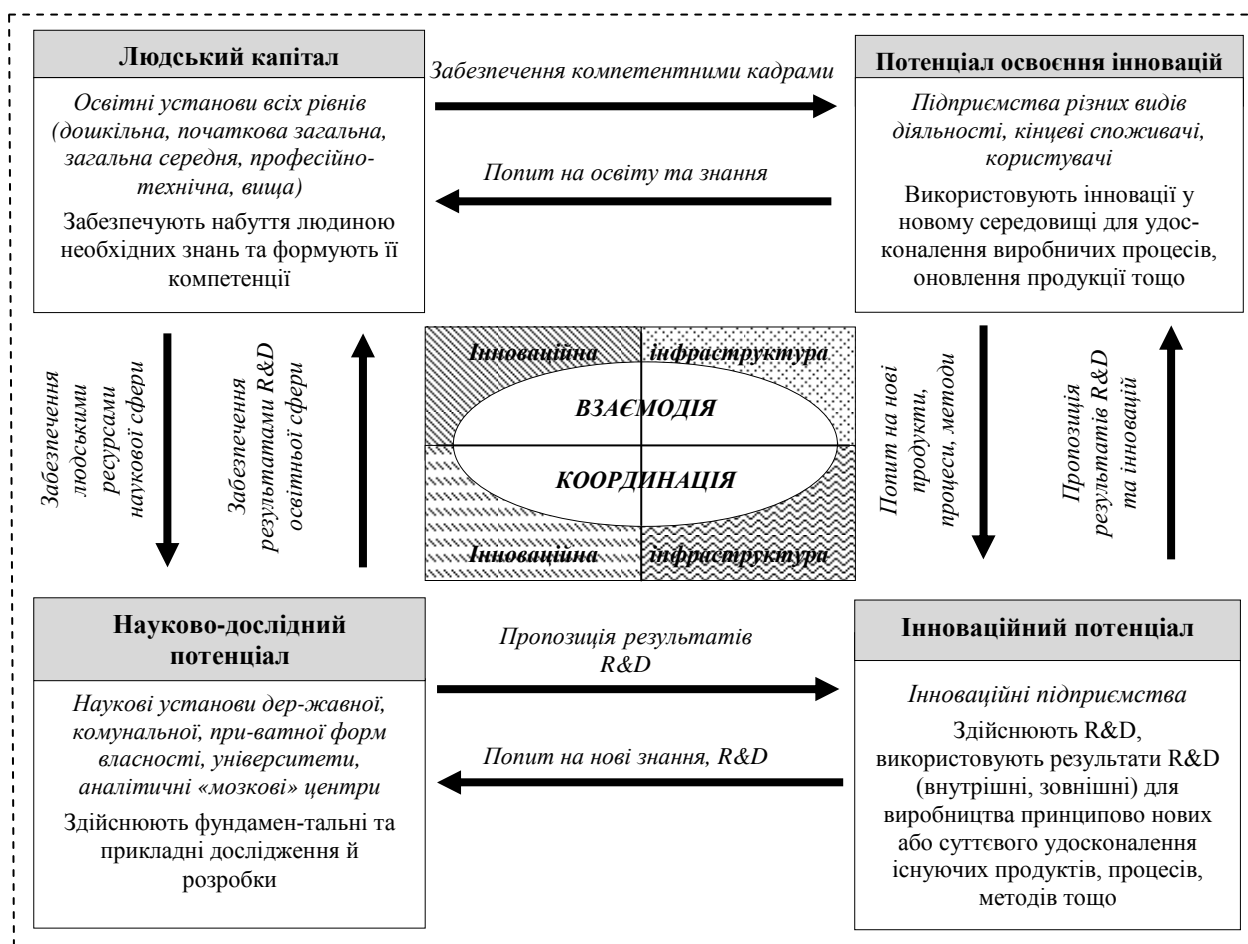 Людський капітал
Освітні установи всіх рівнів
(дошкільна, початкова загальна,
загальна середня, професійно-
технічна, вища)
Забезпечують набуття людиною
необхідних знань та формують її
компетенції
Забезпечення компетентними кадрами
Попит на освіту та знання
Потенціал освоєння інновацій
Підприємства різних видів
діяльності, кінцеві споживачі,
користувачі
Використовують інновації у
новому середовищі для удос-
коналення виробничих процесів,
оновлення продукції тощо
Забезпечення
людськими
ресурсами
наукової сфери
Забезпечення
результатами R&D
освітньої сфери
Інноваційна інфраструктура
ВЗАЄМОДІЯ
КООРДИНАЦІЯ
Інноваційна інфраструктура
Попит на нові
продукти,
процеси, методи
Пропозиція
результатів R&D
та інновацій
Науково-дослідний
потенціал
Наукові установи дер-жавної,
комунальної, при-ватної форм
власності, університети,
аналітичні «мозкові» центри
Здійснюють фундамен-тальні та
прикладні дослідження й
розробки
Пропозиція результатів
R&D
Попит на нові знання, R&D
Інноваційний потенціал
Інноваційні підприємства
Здійснюють R&D,
використовують результати R&D
(внутрішні, зовнішні) для
виробництва принципово нових
або суттєвого удосконалення
існуючих продуктів, процесів,
методів тощо